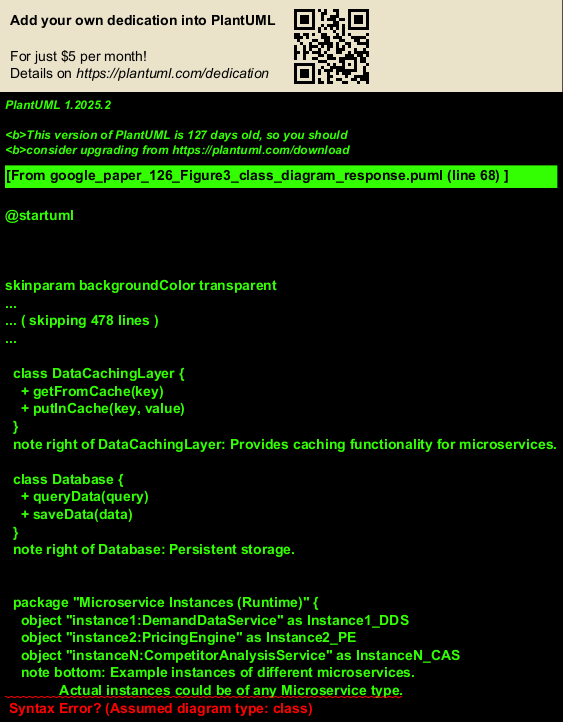 Add your own dedication into PlantUML
For just $5 per month!
Details on https://plantuml.com/dedication
PlantUML 1.2025.2
<b>This version of PlantUML is 127 days old, so you should
<b>consider upgrading from https://plantuml.com/download
[From google_paper_126_Figure3_class_diagram_response.puml (line 68) ]
@startuml
skinparam backgroundColor transparent
...
... ( skipping 478 lines )
...
class DataCachingLayer {
+ getFromCache(key)
+ putInCache(key, value)
}
note right of DataCachingLayer: Provides caching functionality for microservices.
class Database {
+ queryData(query)
+ saveData(data)
}
note right of Database: Persistent storage.
package "Microservice Instances (Runtime)" {
object "instance1:DemandDataService" as Instance1_DDS
object "instance2:PricingEngine" as Instance2_PE
object "instanceN:CompetitorAnalysisService" as InstanceN_CAS
note bottom: Example instances of different microservices.
Actual instances could be of any Microservice type.
Syntax Error? (Assumed diagram type: class)